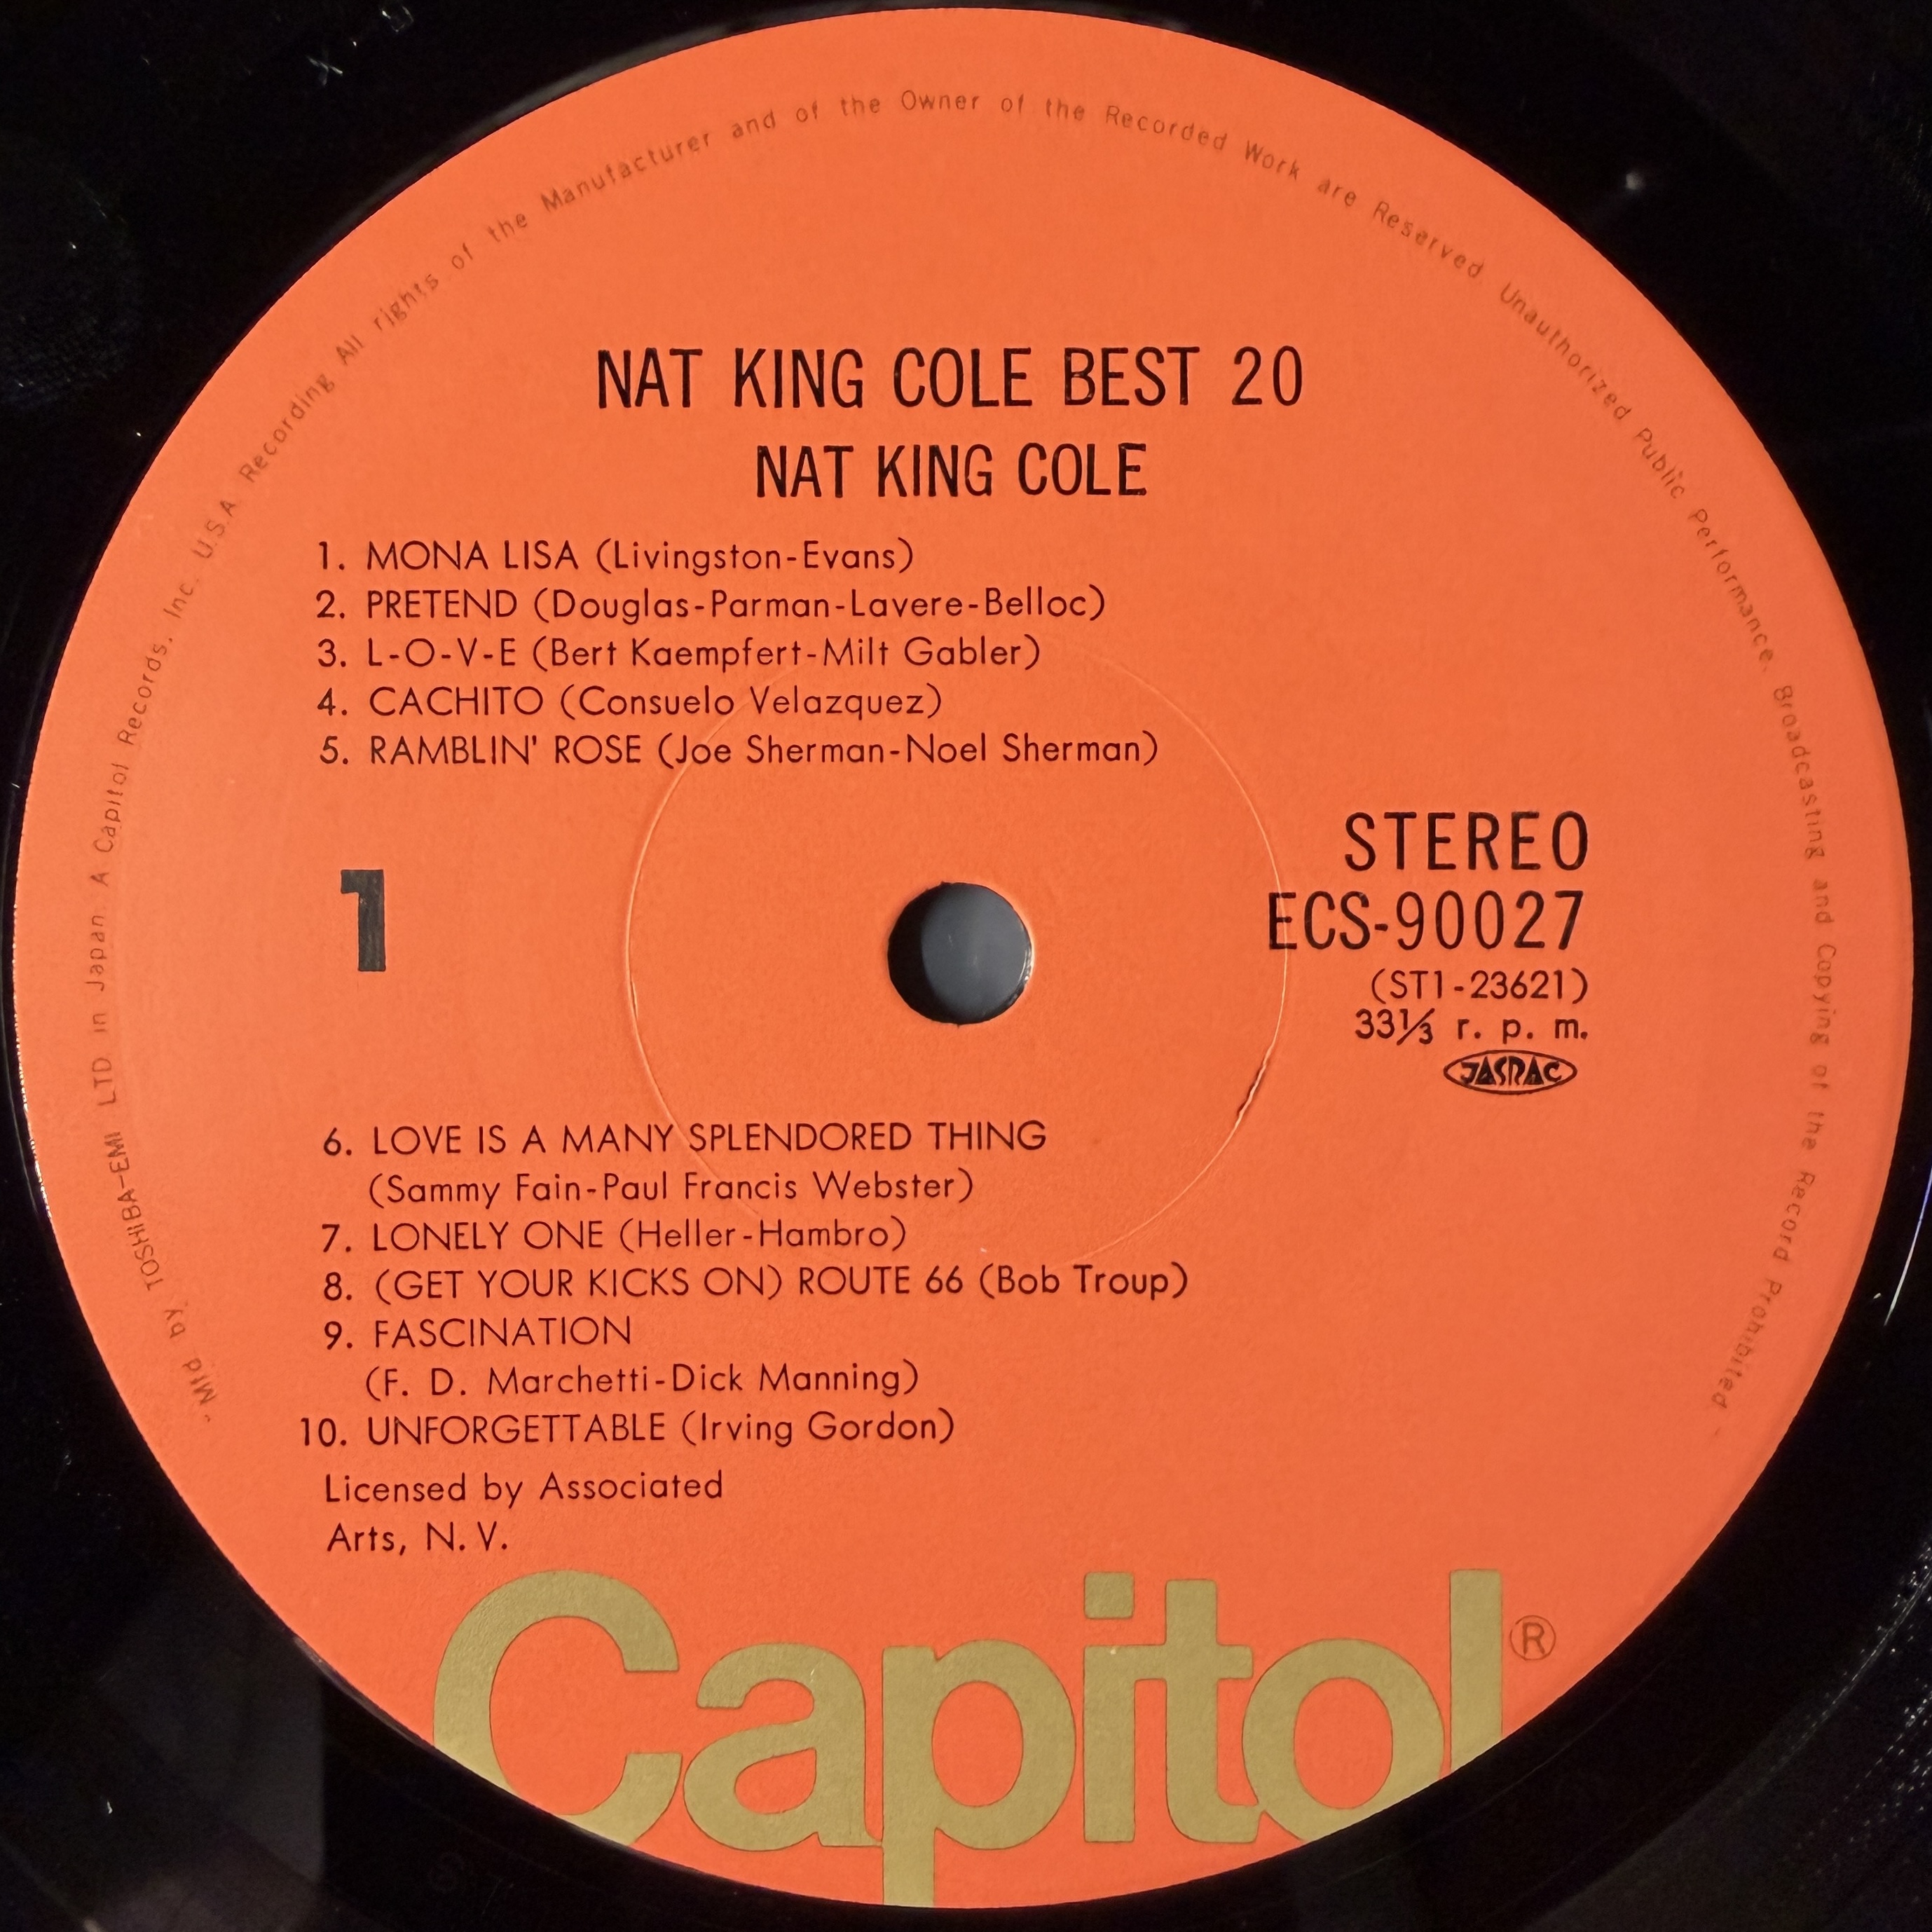 "Mfd by TOSHIBA-EMI LTD in Japan. A Capitol Records, Inc. U.S.A. Recording All rights of the Manufacturer and of the Owner of the Recorded Work are Reserved Unauthorized Public Performance. Broadcasting and Copying of the Record Prohibited"
NAT KING COLE BEST 20
NAT KING COLE
1. MONA LISA (Livingston-Evans)
2. PRETEND (Douglas-Parman-Lavere-Belloc)
3. L-O-V-E (Bert Kaempfert-Milt Gabler)
4. CACHITO (Consuelo Velazquez)
5. RAMBLIN' ROSE (Joe Sherman-Noel Sherman)
1
STEREO
ECS-90027
(ST1-23621)
33⅓ r. p. m.
JASRAC
6. LOVE IS A MANY SPLENDORED THING
(Sammy Fain-Paul Francis Webster)
7. LONELY ONE (Heller-Hambro)
8. (GET YOUR KICKS ON) ROUTE 66 (Bob Troup)
9. FASCINATION
(F. D. Marchetti-Dick Manning)
10. UNFORGETTABLE (Irving Gordon)
Licensed by Associated
Arts, N. V.
Capitol®